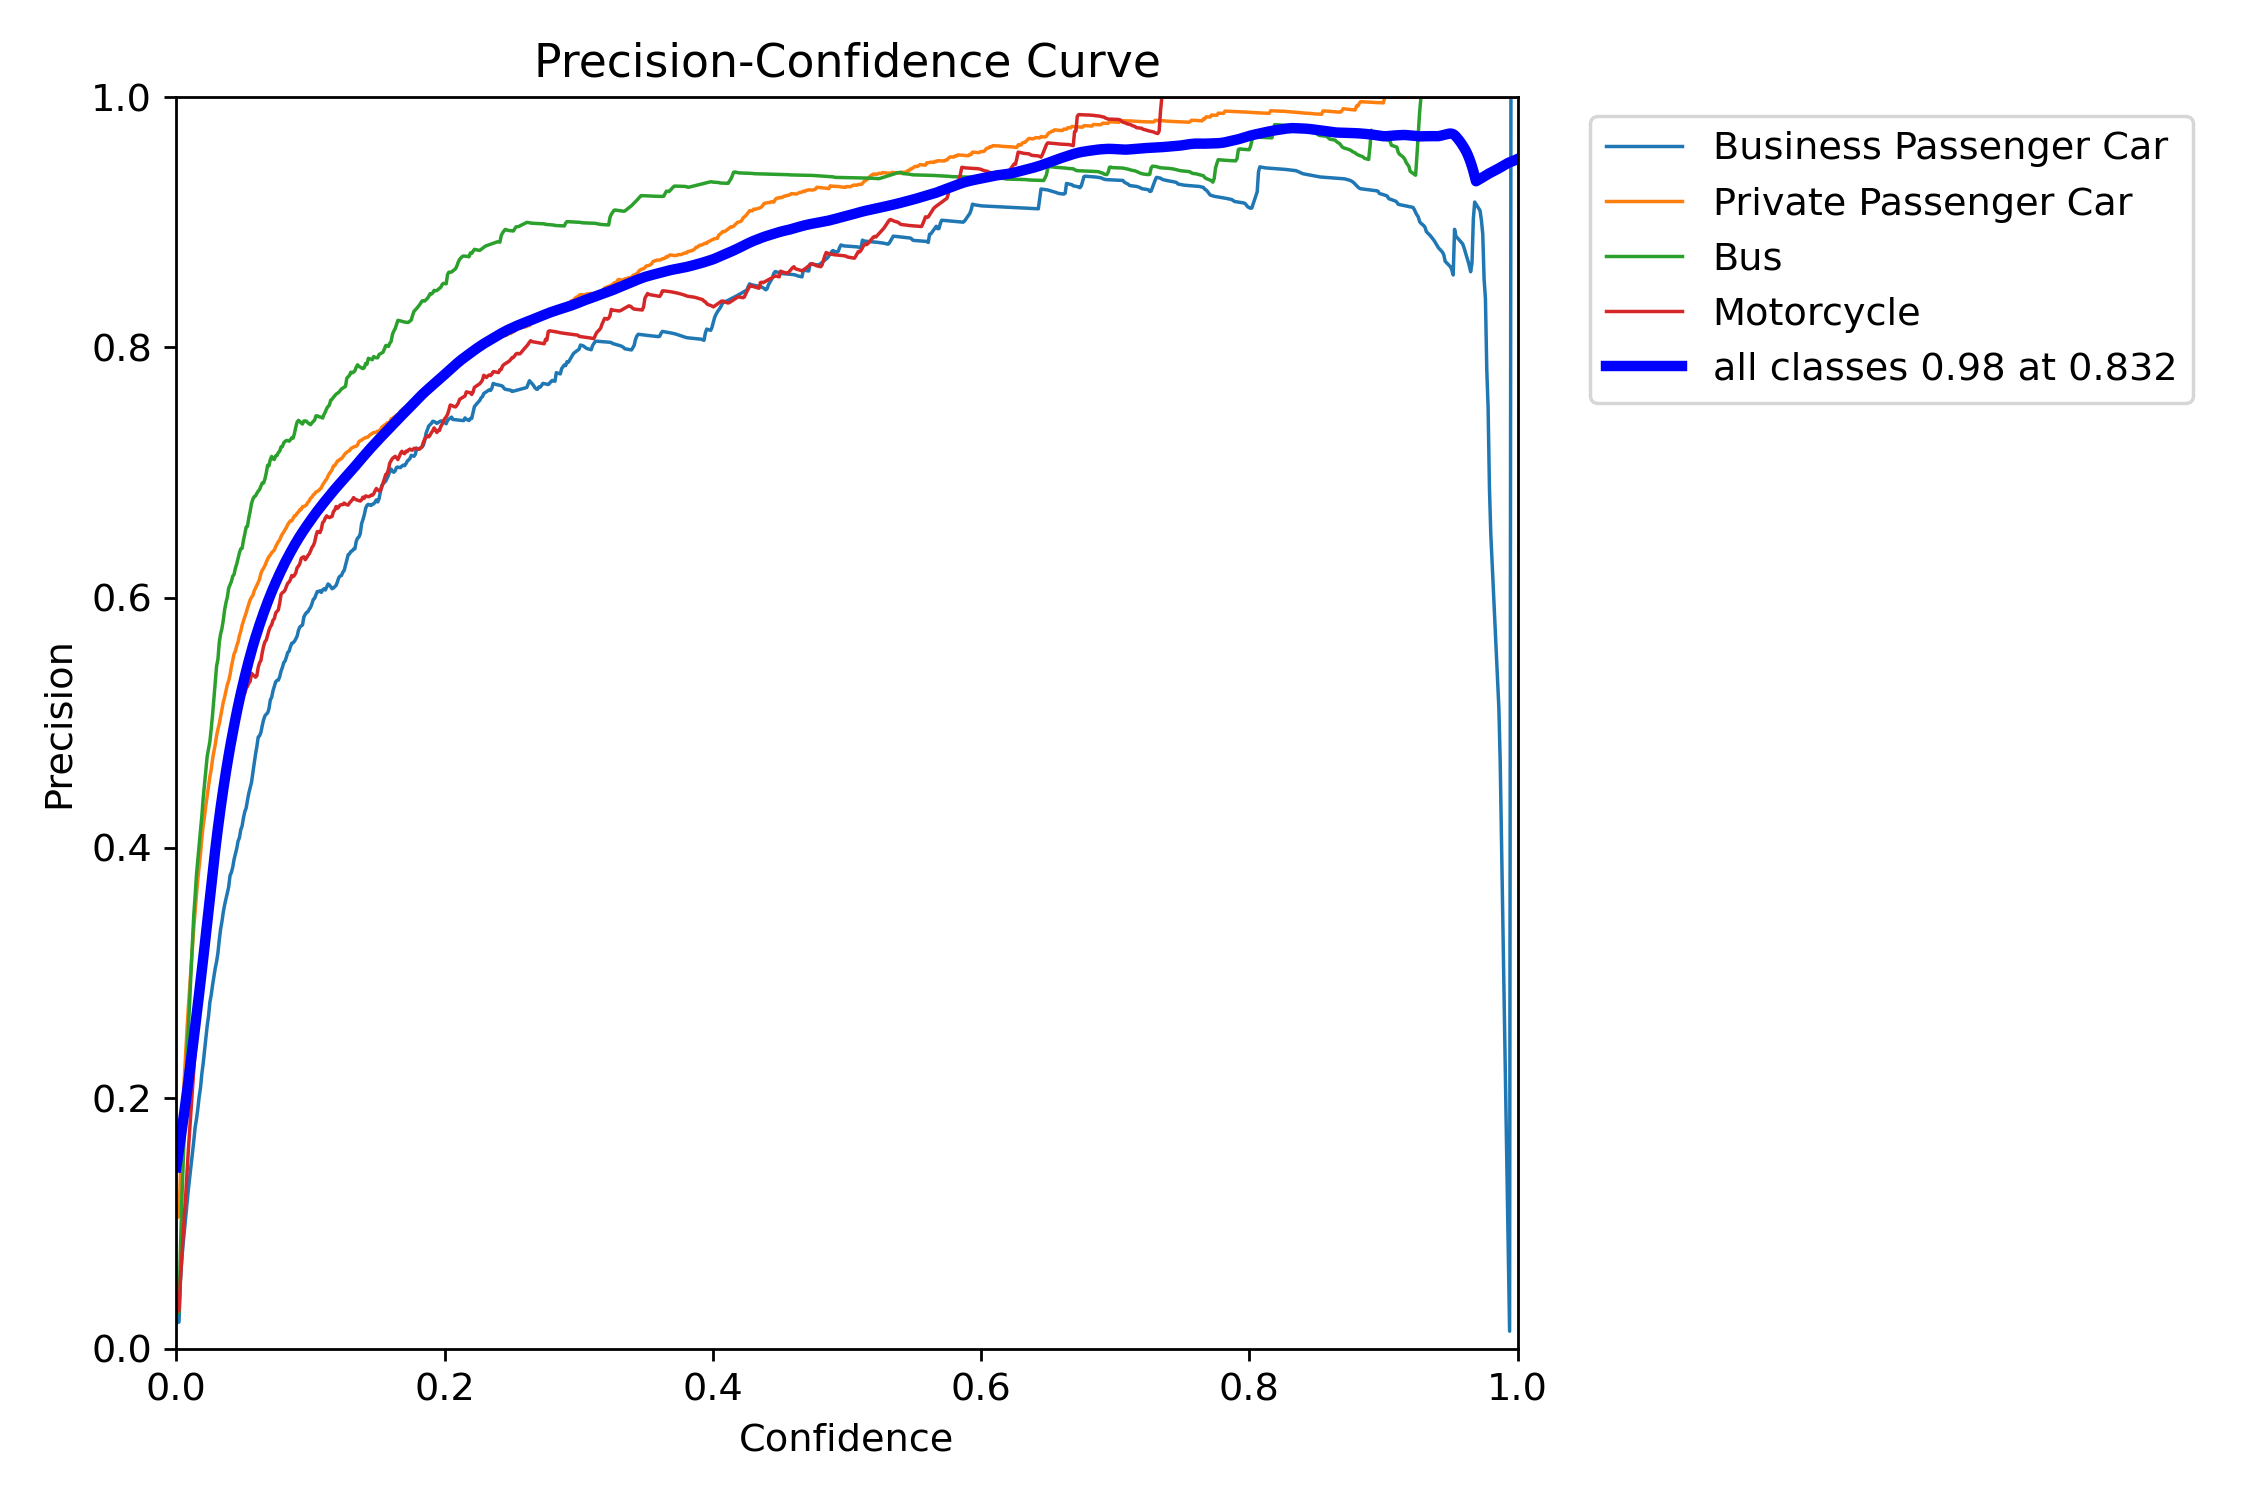 Precision-Confidence Curve
1.0
0.8
0.6
0.4
0.2
0.0
Precision
0.0 0.2 0.4 0.6 0.8 1.0
Confidence
Business Passenger Car
Private Passenger Car
Bus
Motorcycle
all classes 0.98 at 0.832